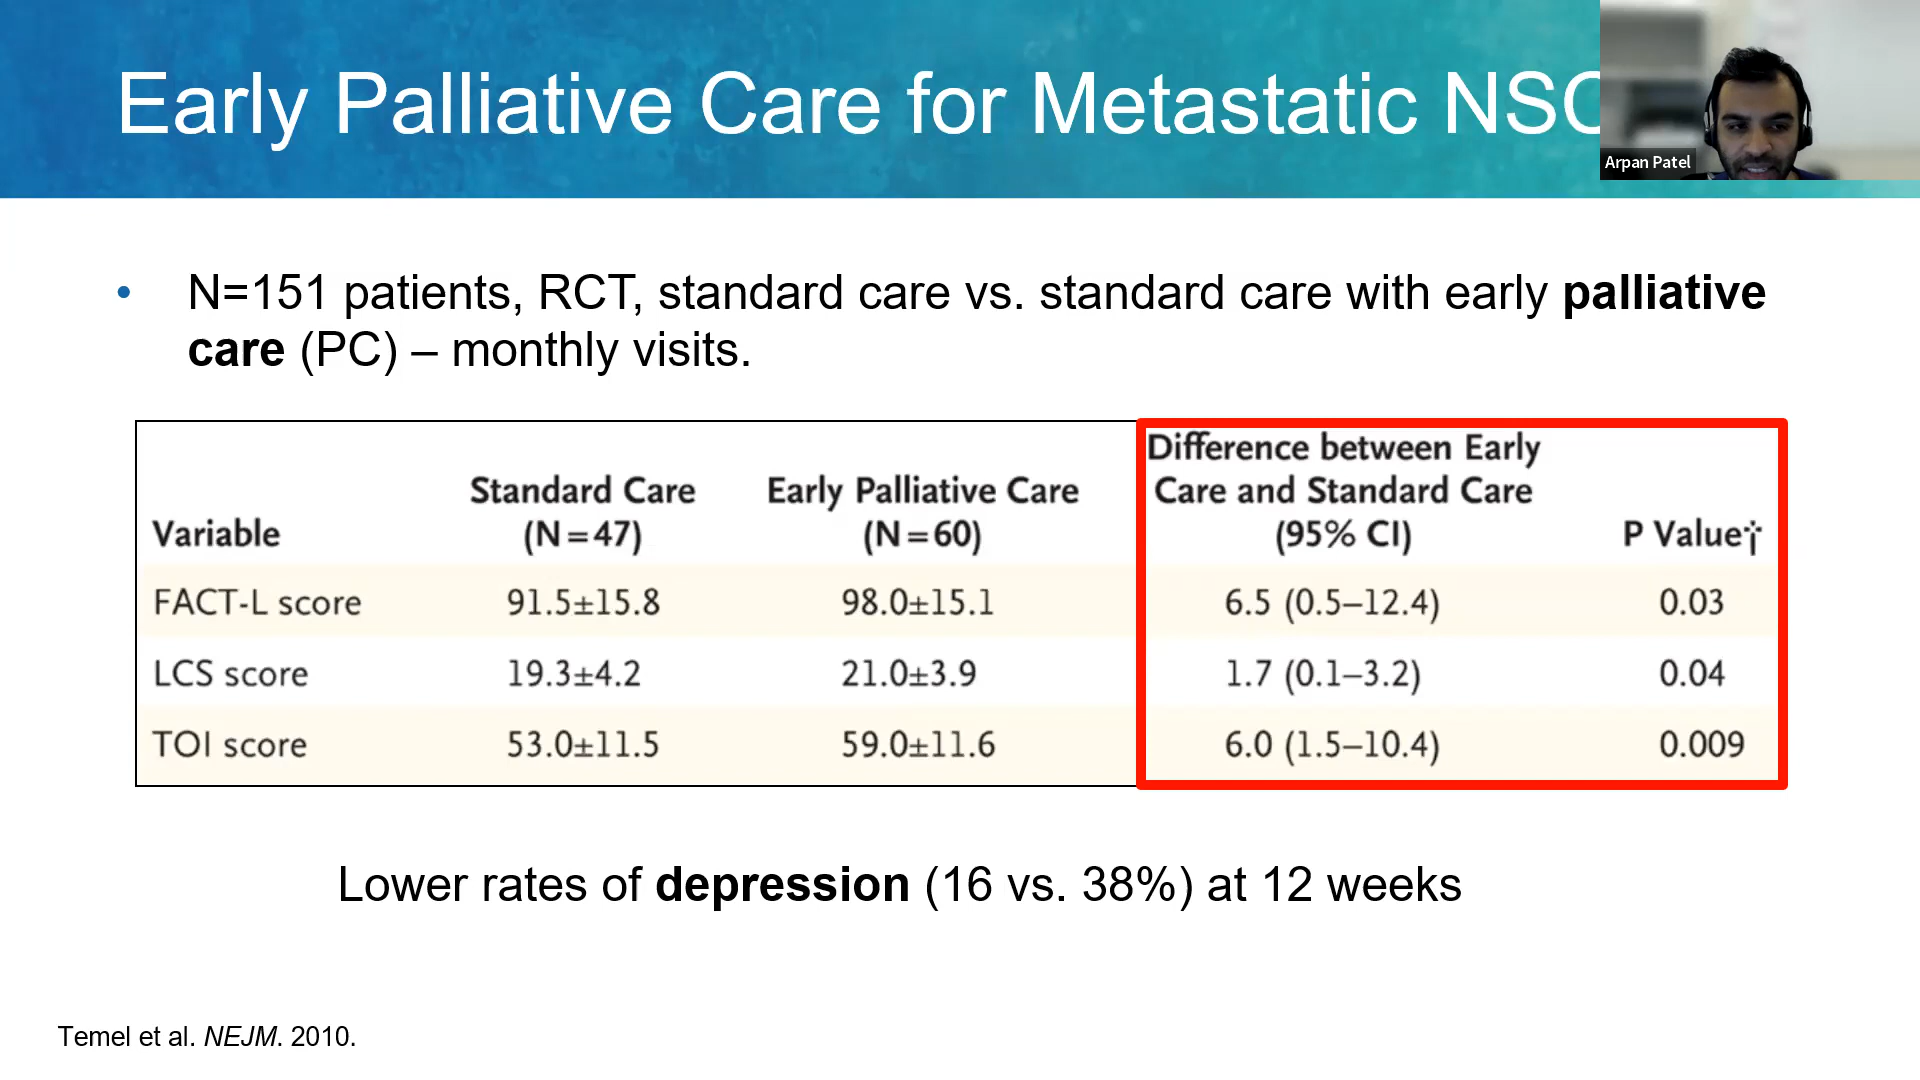 Early Palliative Care for Metastatic NSC
Arpan Patel
• N=151 patients, RCT, standard care vs. standard care with early palliative
care (PC) – monthly visits.
Variable Standard Care (N=47) Early Palliative Care (N=60) Difference between Early Care and Standard Care (95% CI) P Value†
FACT-L score 91.5±15.8 98.0±15.1 6.5 (0.5–12.4) 0.03
LCS score 19.3±4.2 21.0±3.9 1.7 (0.1–3.2) 0.04
TOI score 53.0±11.5 59.0±11.6 6.0 (1.5–10.4) 0.009
Lower rates of depression (16 vs. 38%) at 12 weeks
Temel et al. NEJM. 2010.